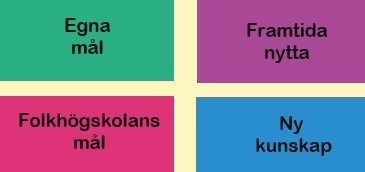 Egna
mål
Framtida
nytta
Folkhögskolans
mål
Ny
kunskap